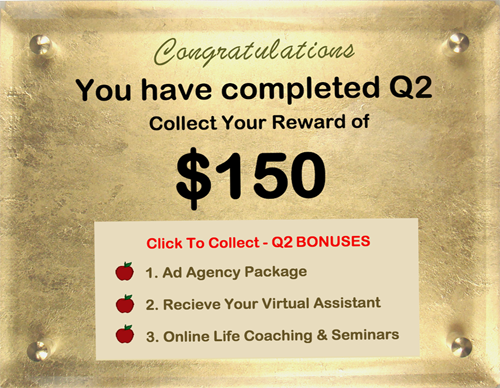 Congratulations
You have completed Q2
Collect Your Reward of
$150
Click To Collect - Q2 BONUSES
1. Ad Agency Package
2. Recieve Your Virtual Assistant
3. Online Life Coaching & Seminars